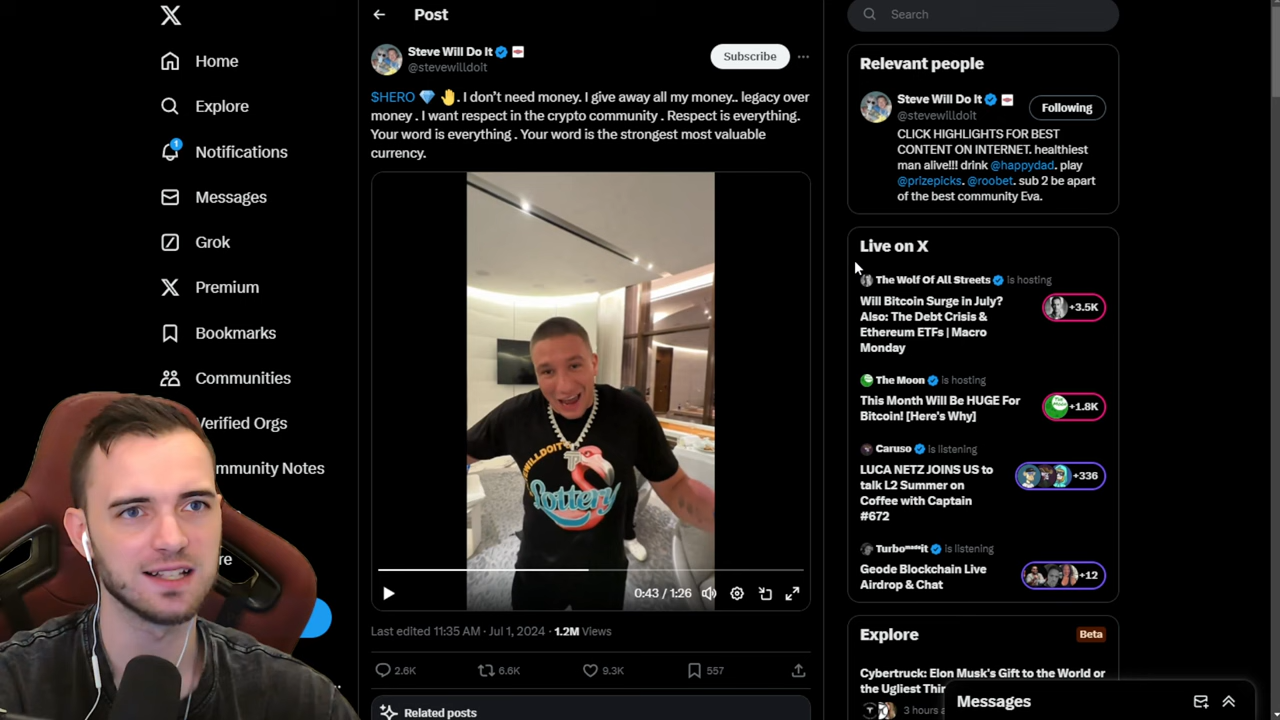 Post
Search
Home
Explore
Notifications
1
Messages
Grok
Premium
Bookmarks
Communities
Verified Orgs
Community Notes
Steve Will Do It
@stevewilldoit
Subscribe
$HERO 💎 🤚. I don't need money. I give away all my money.. legacy over
money . I want respect in the crypto community . Respect is everything.
Your word is everything . Your word is the strongest most valuable
currency.
STEVEWILLDOIT
Lottery
0:43 / 1:26
Last edited 11:35 AM · Jul 1, 2024 · 1.2M Views
2.6K
6.6K
9.3K
557
Related posts
Relevant people
Steve Will Do It
@stevewilldoit
Following
CLICK HIGHLIGHTS FOR BEST
CONTENT ON INTERNET. healthiest
man alive!!! drink @happydad. play
@prizepicks. @roobet. sub 2 be apart
of the best community Eva.
Live on X
The Wolf Of All Streets is hosting
Will Bitcoin Surge in July?
Also: The Debt Crisis &
Ethereum ETFs | Macro
Monday
+3.5K
The Moon is hosting
This Month Will Be HUGE For
Bitcoin! [Here's Why]
+1.8K
Caruso is listening
LUCA NETZ JOINS US to
talk L2 Summer on
Coffee with Captain
#672
+336
Turboᵐᵃᵈᵉit is listening
Geode Blockchain Live
Airdrop & Chat
+12
Explore
Beta
Cybertruck: Elon Musk's Gift to the World or
the Ugliest
3 hours
Messages